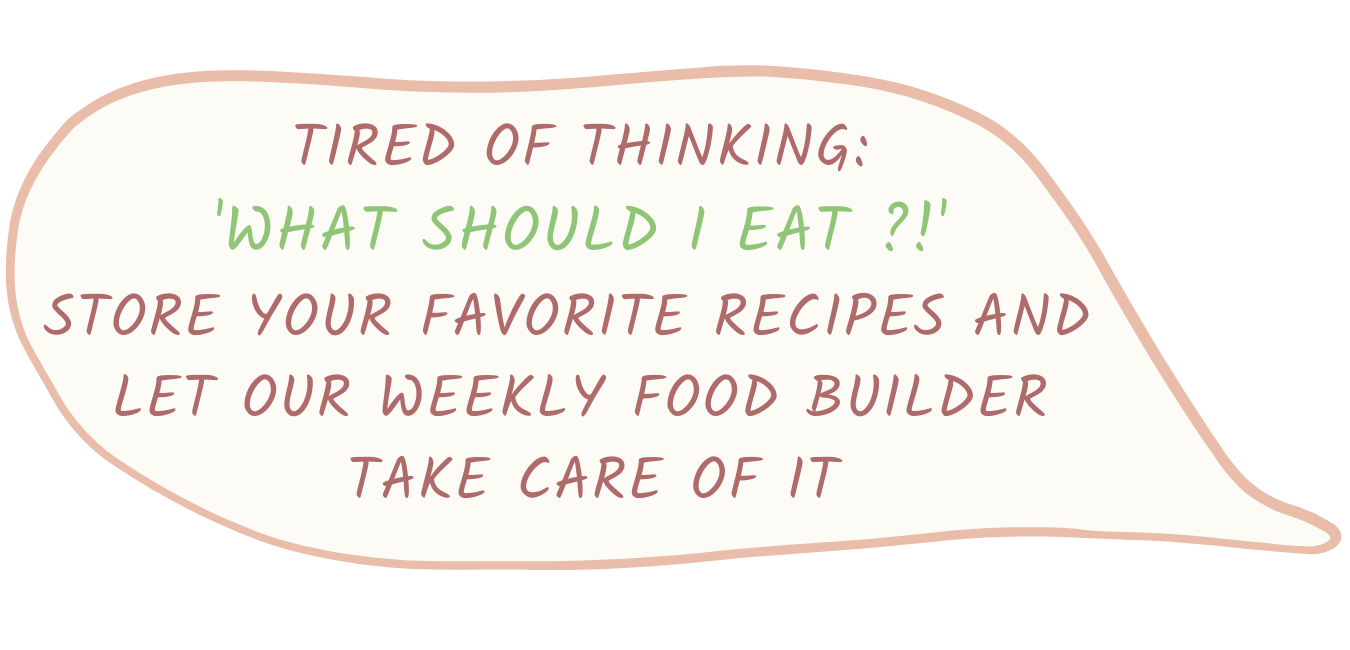 TIRED OF THINKING:
'WHAT SHOULD I EAT ?!'
STORE YOUR FAVORITE RECIPES AND
LET OUR WEEKLY FOOD BUILDER
TAKE CARE OF IT